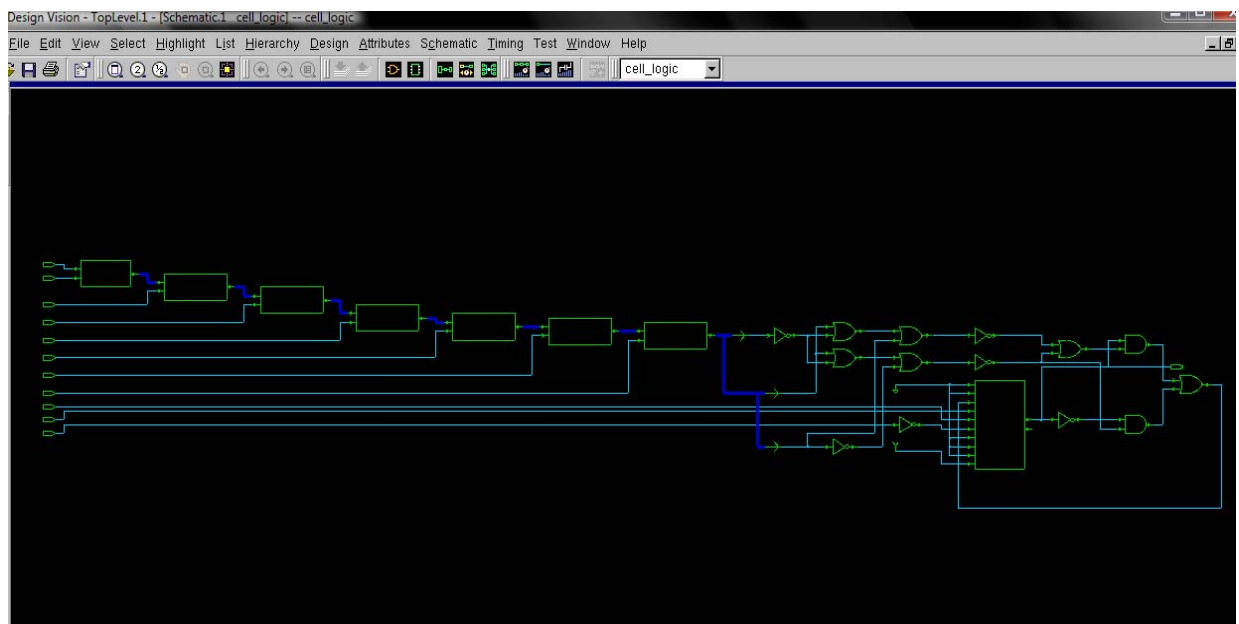 Design Vision - TopLevel.1 - [Schematic.1 cell_logic] -- cell_logic
File Edit View Select Highlight List Hierarchy Design Attributes Schematic Timing Test Window Help
cell_logic